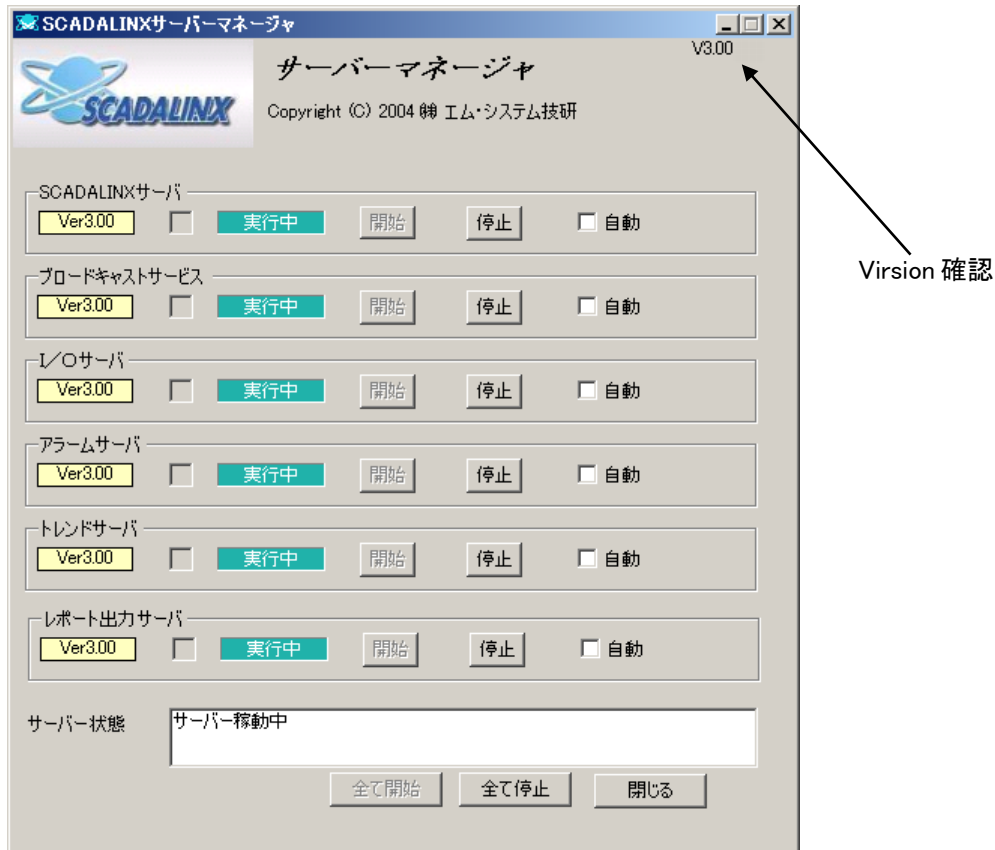 SCADALINXサーバーマネージャ
V3.00
サーバーマネージャ
SCADALINX
Copyright (C) 2004 ㈱ エム・システム技研
SCADALINXサーバ
Ver3.00 実行中 開始 停止 自動
ブロードキャストサービス
Ver3.00 実行中 開始 停止 自動
I/Oサーバ
Ver3.00 実行中 開始 停止 自動
アラームサーバ
Ver3.00 実行中 開始 停止 自動
トレンドサーバ
Ver3.00 実行中 開始 停止 自動
レポート出力サーバ
Ver3.00 実行中 開始 停止 自動
サーバー状態 サーバー稼動中
全て開始 全て停止 閉じる
Virsion 確認